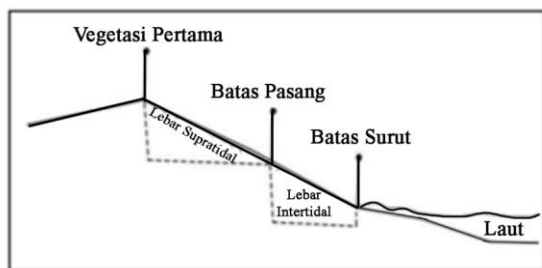 Vegetasi Pertama
Batas Pasang
Lebar Supratidal
Batas Surut
Lebar
Intertidal
Laut